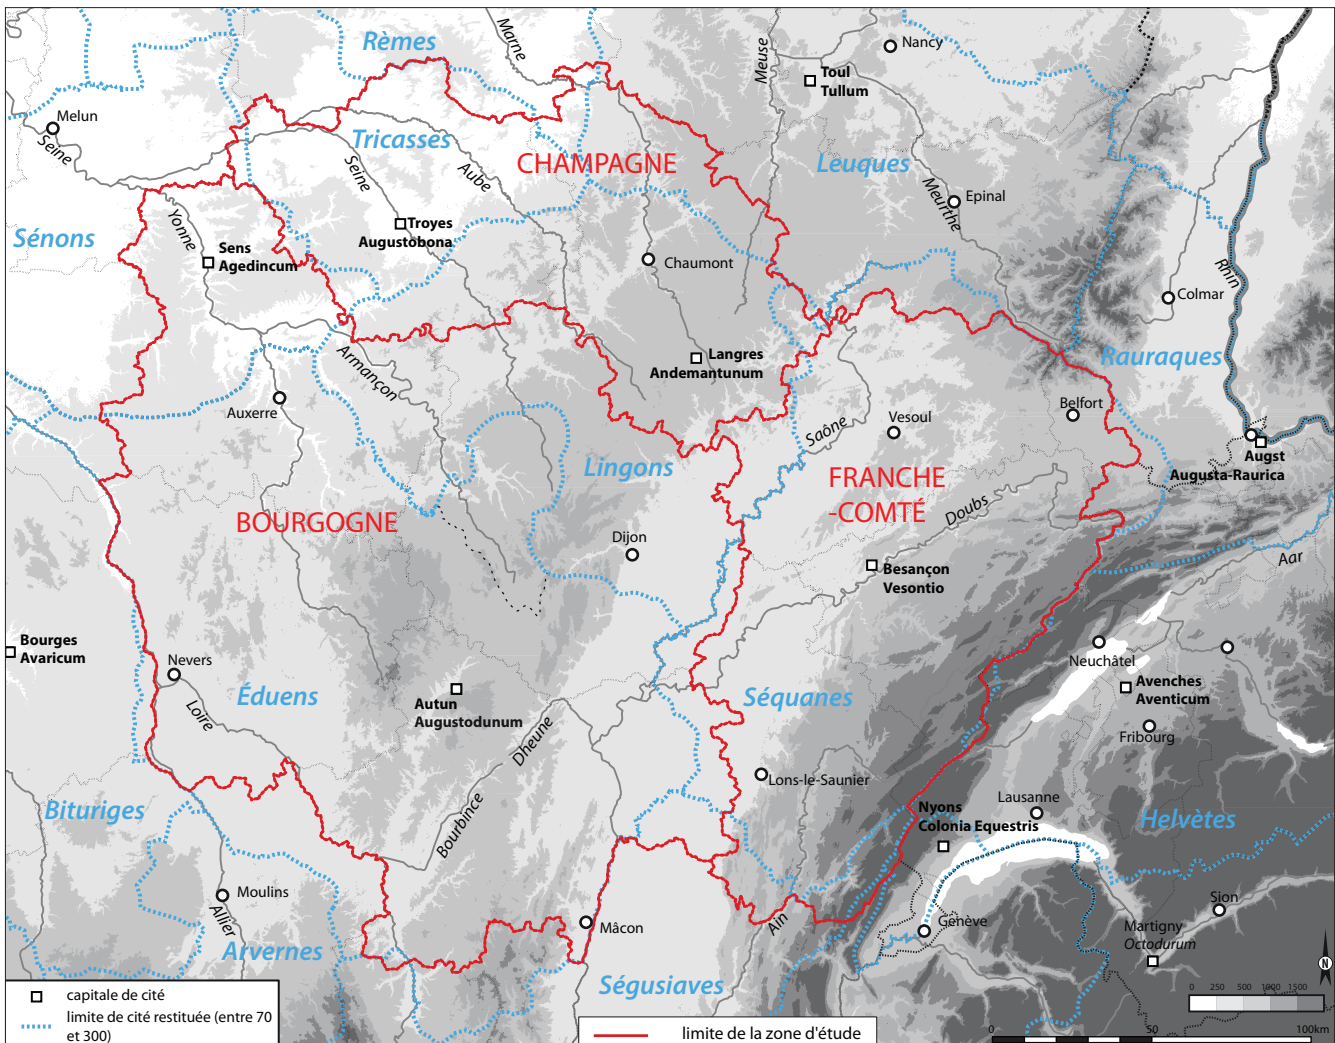 Rèmes
Marne
Meuse
Nancy
Toul
Tullum
Melun
Seine
Tricasses
Seine
Aube
CHAMPAGNE
Leuques
Meurthe
Epinal
Yonne
Sénons
Sens
Agedincum
Troyes
Augustobona
Chaumont
Rhin
Colmar
Armançon
Langres
Andemantunum
Rauraques
Auxerre
Saône
Vesoul
Belfort
Lingons
FRANCHE
-COMTÉ
Augst
Augusta-Raurica
BOURGOGNE
Doubs
Dijon
Besançon
Vesontio
Aar
Bourges
Avaricum
Nevers
Neuchâtel
Loire
Éduens
Autun
Augustodunum
Séquanes
Avenches
Aventicum
Dheune
Fribourg
Lons-le-Saunier
Bituriges
Bourbince
Nyons
Colonia Equestris
Lausanne
Helvètes
Moulins
Allier
Mâcon
Ain
Genève
Sion
Martigny
Octodurum
Arvernes
Ségusiaves
N
capitale de cité
limite de cité restituée (entre 70
et 300)
limite de la zone d'étude
0 250 500 1000 1500
0 50 100km